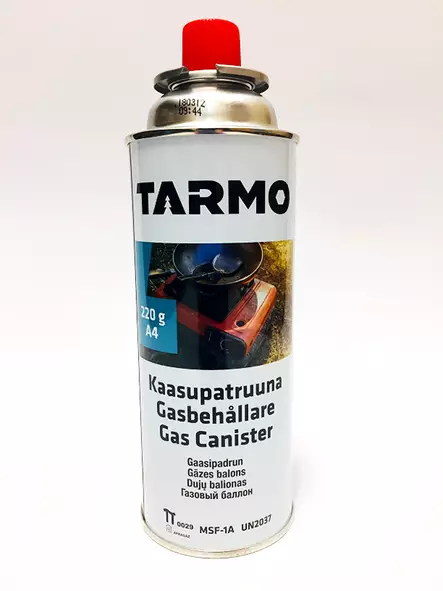 180312
09:44
TARMO
220 g
A4
Kaasupatruuna
Gasbehållare
Gas Canister
Gaasipadrun
Gāzes balons
Dujų balionas
Газовый баллон
0029 MSF-1A UN2037